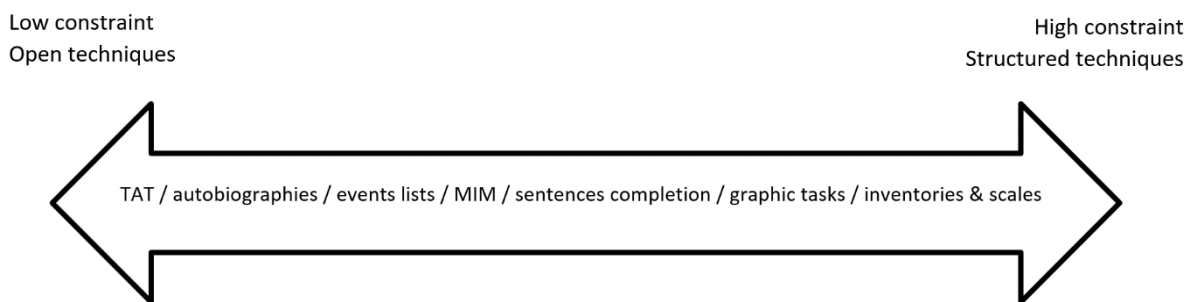 Low constraint
Open techniques
High constraint
Structured techniques
TAT / autobiographies / events lists / MIM / sentences completion / graphic tasks / inventories & scales